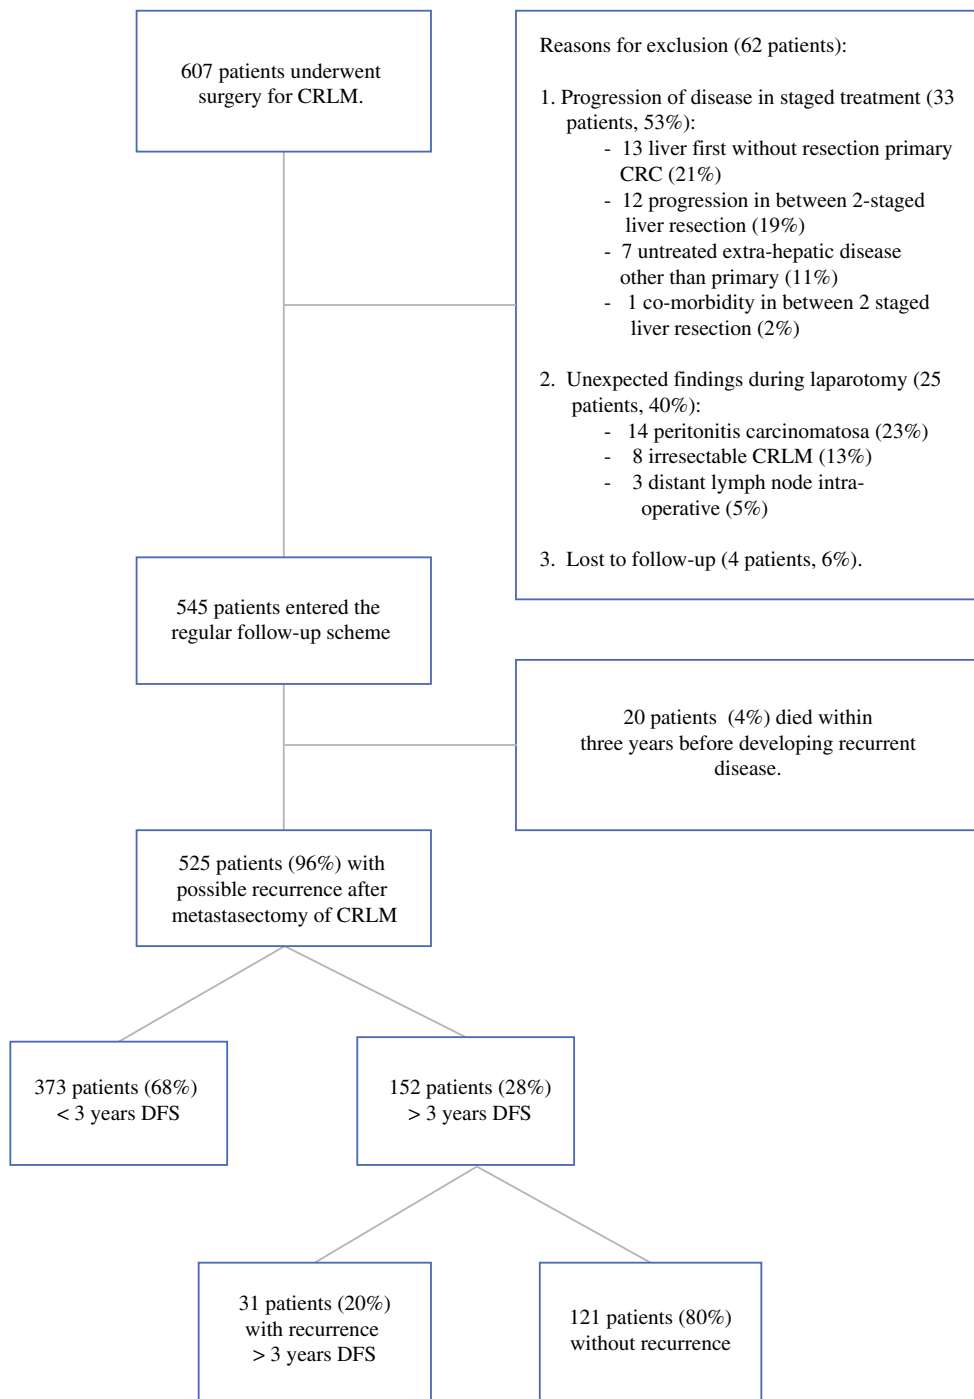 607 patients underwent
surgery for CRLM.
Reasons for exclusion (62 patients):
1. Progression of disease in staged treatment (33
patients, 53%):
- 13 liver first without resection primary
CRC (21%)
- 12 progression in between 2-staged
liver resection (19%)
- 7 untreated extra-hepatic disease
other than primary (11%)
- 1 co-morbidity in between 2 staged
liver resection (2%)
2. Unexpected findings during laparotomy (25
patients, 40%):
- 14 peritonitis carcinomatosa (23%)
- 8 irresectable CRLM (13%)
- 3 distant lymph node intra-
operative (5%)
3. Lost to follow-up (4 patients, 6%).
545 patients entered the
regular follow-up scheme
20 patients (4%) died within
three years before developing recurrent
disease.
525 patients (96%) with
possible recurrence after
metastasectomy of CRLM
373 patients (68%)
< 3 years DFS
152 patients (28%)
> 3 years DFS
31 patients (20%)
with recurrence
> 3 years DFS
121 patients (80%)
without recurrence